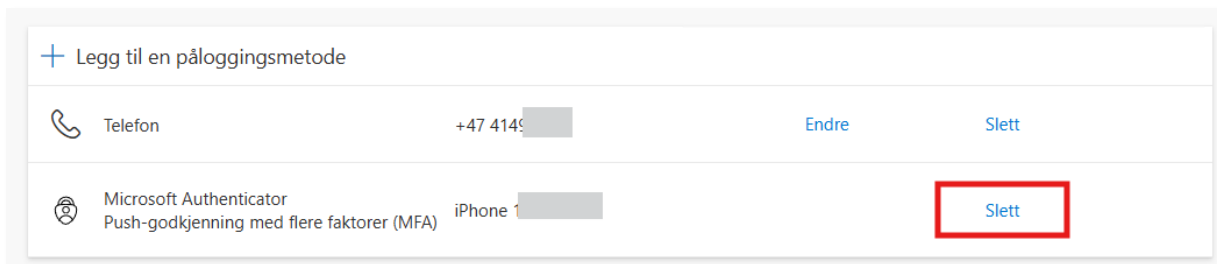 + Legg til en påloggingsmetode
Telefon +47 4149 Endre Slett
Microsoft Authenticator
Push-godkjenning med flere faktorer (MFA) iPhone 1 Slett